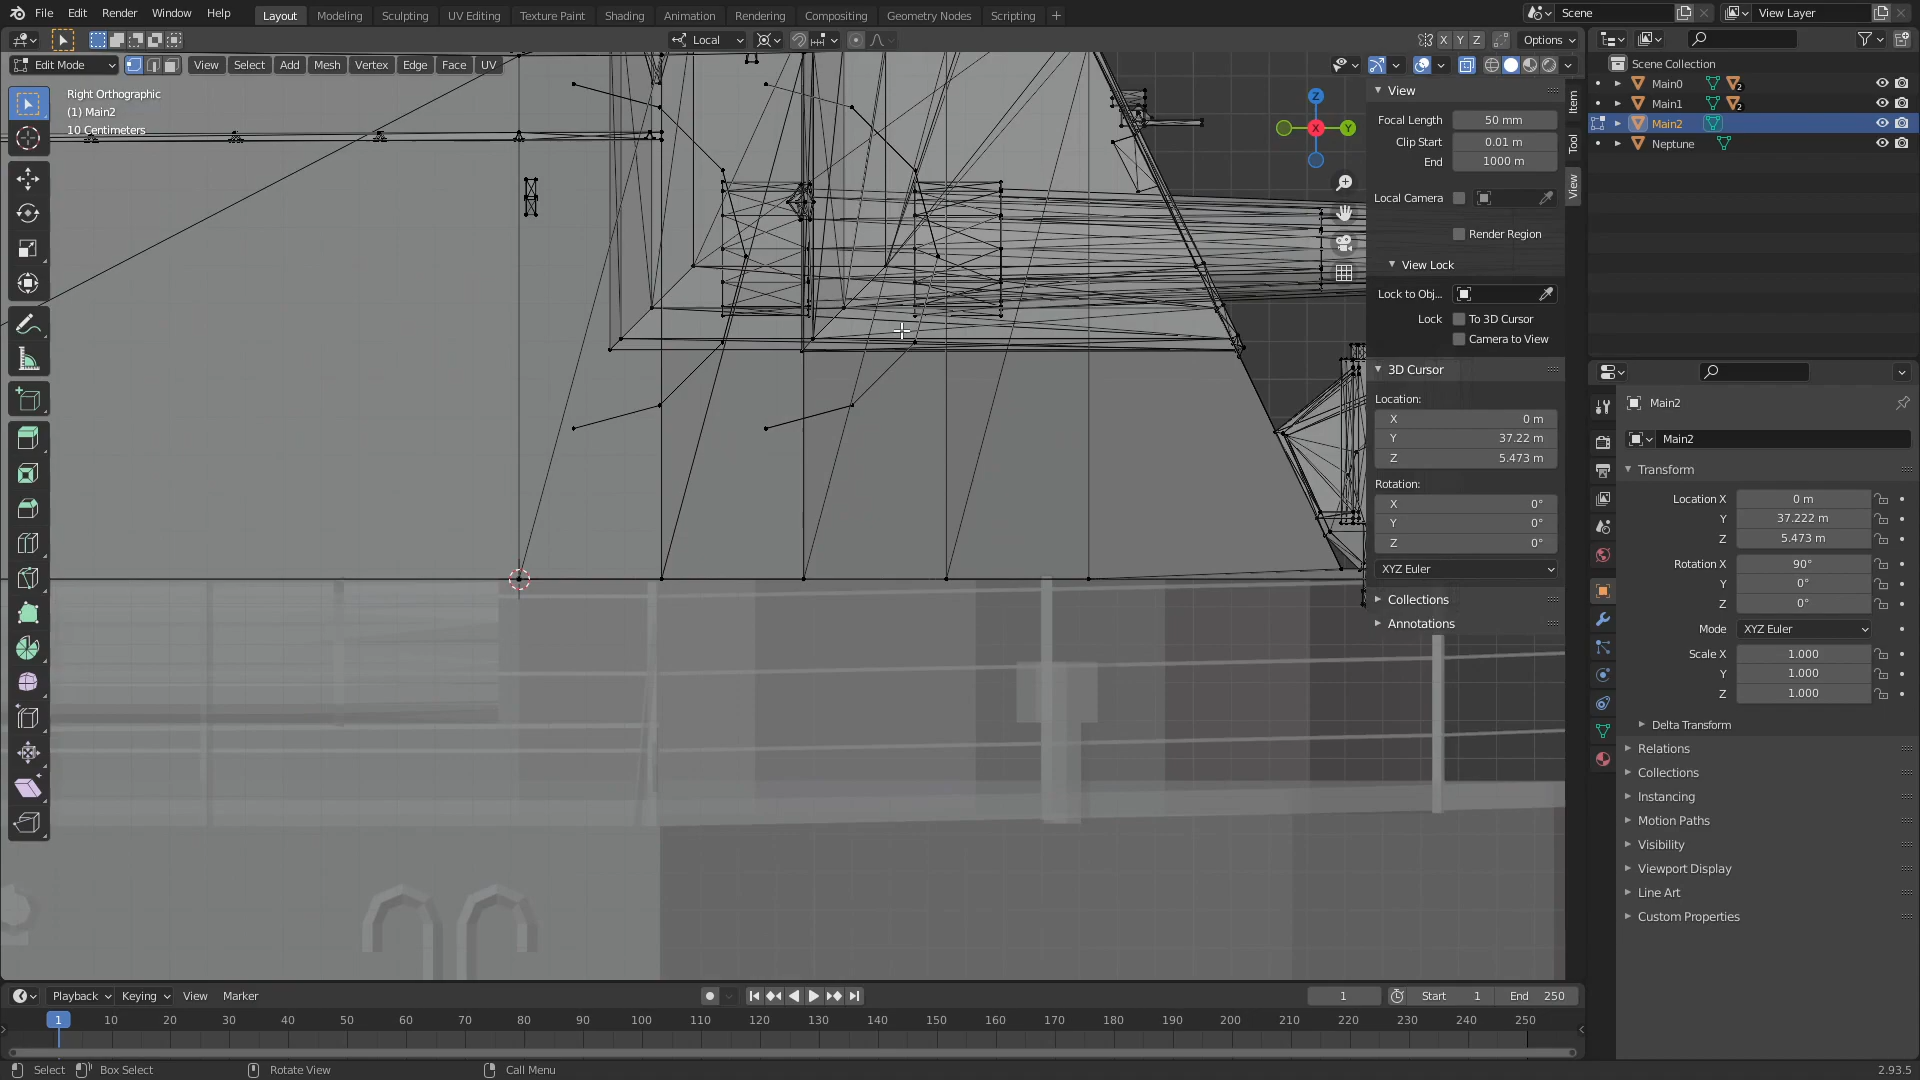 File Edit Render Window Help Layout Modeling Sculpting UV Editing Texture Paint Shading Animation Rendering Compositing Geometry Nodes Scripting + Scene View Layer
Local X Y Z Options
Edit Mode View Select Add Mesh Vertex Edge Face UV
Right Orthographic
(1) Main2
10 Centimeters
Z
X
Y
View
Focal Length 50 mm
Clip Start 0.01 m
End 1000 m
Local Camera
Render Region
View Lock
Lock to Obj...
Lock To 3D Cursor
Camera to View
3D Cursor
Location:
X 0 m
Y 37.22 m
Z 5.473 m
Rotation:
X 0°
Y 0°
Z 0°
XYZ Euler
Collections
Annotations
Item
Tool
View
Scene Collection
Main0 2
Main1 2
Main2
Neptune
Main2
Main2
Transform
Location X 0 m
Y 37.222 m
Z 5.473 m
Rotation X 90°
Y 0°
Z 0°
Mode XYZ Euler
Scale X 1.000
Y 1.000
Z 1.000
Delta Transform
Relations
Collections
Instancing
Motion Paths
Visibility
Viewport Display
Line Art
Custom Properties
Playback Keying View Marker 1 Start 1 End 250
1 10 20 30 40 50 60 70 80 90 100 110 120 130 140 150 160 170 180 190 200 210 220 230 240 250
Select Box Select Rotate View Call Menu 2.93.5